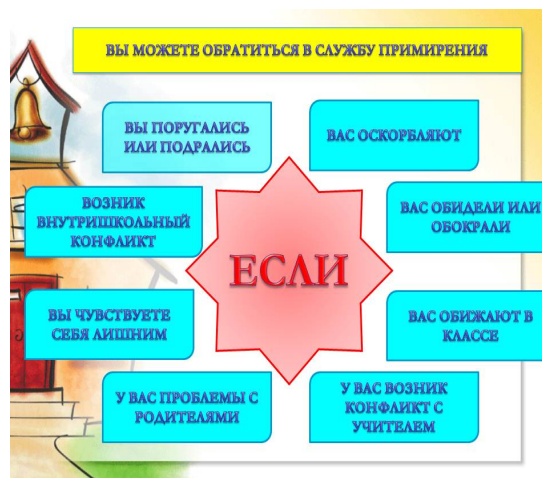 ВЫ МОЖЕТЕ ОБРАТИТЬСЯ В СЛУЖБУ ПРИМИРЕНИЯ
ВЫ ПОРУГАЛИСЬ
ИЛИ ПОДРАЛИСЬ
ВАС ОСКОРБЛЯЮТ
ВОЗНИК
ВНУТРИШКОЛЬНЫЙ
КОНФЛИКТ
ВАС ОБИДЕЛИ ИЛИ
ОБОКРАЛИ
ЕСЛИ
ВЫ ЧУВСТВУЕТЕ
СЕБЯ ЛИШНИМ
ВАС ОБИЖАЮТ В
КЛАССЕ
У ВАС ПРОБЛЕМЫ С
РОДИТЕЛЯМИ
У ВАС ВОЗНИК
КОНФЛИКТ С
УЧИТЕЛЕМ